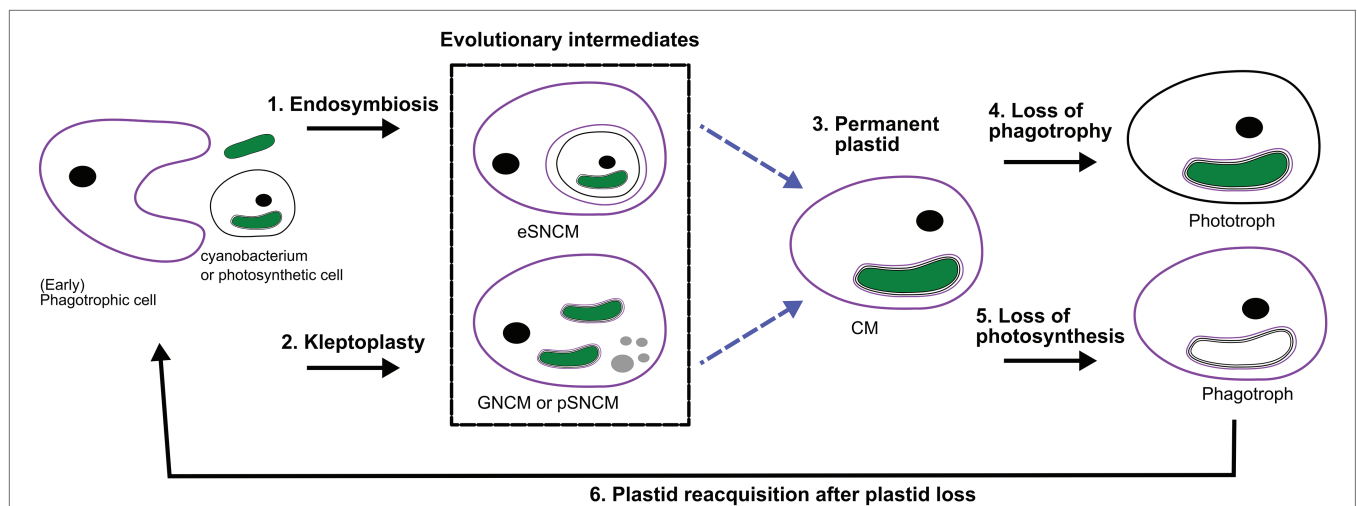 Evolutionary intermediates
1. Endosymbiosis
eSNCM
cyanobacterium
or photosynthetic cell
(Early)
Phagotrophic cell
2. Kleptoplasty
GNCM or pSNCM
3. Permanent
plastid
CM
4. Loss of
phagotrophy
Phototroph
5. Loss of
photosynthesis
Phagotroph
6. Plastid reacquisition after plastid loss